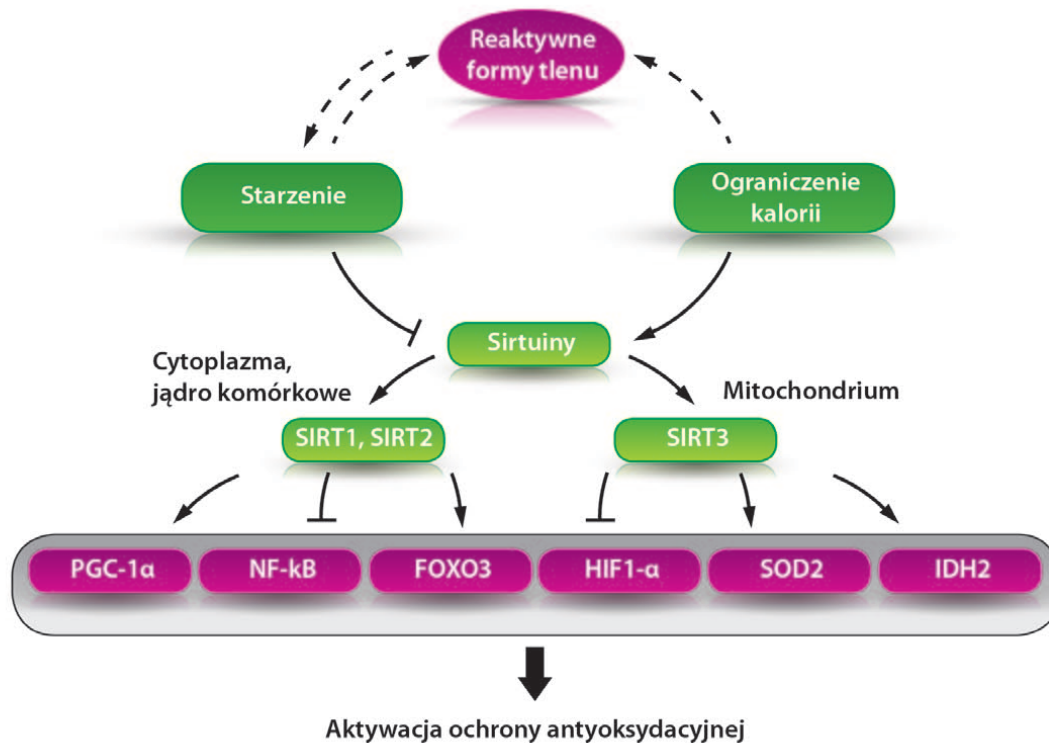 Reaktywne
formy tlenu
Starzenie
Ograniczenie
kalorii
Sirtuiny
Cytoplazma,
jądro komórkowe
Mitochondrium
SIRT1, SIRT2
SIRT3
PGC-1α
NF-kB
FOXO3
HIF1-α
SOD2
IDH2
Aktywacja ochrony antyoksydacyjnej